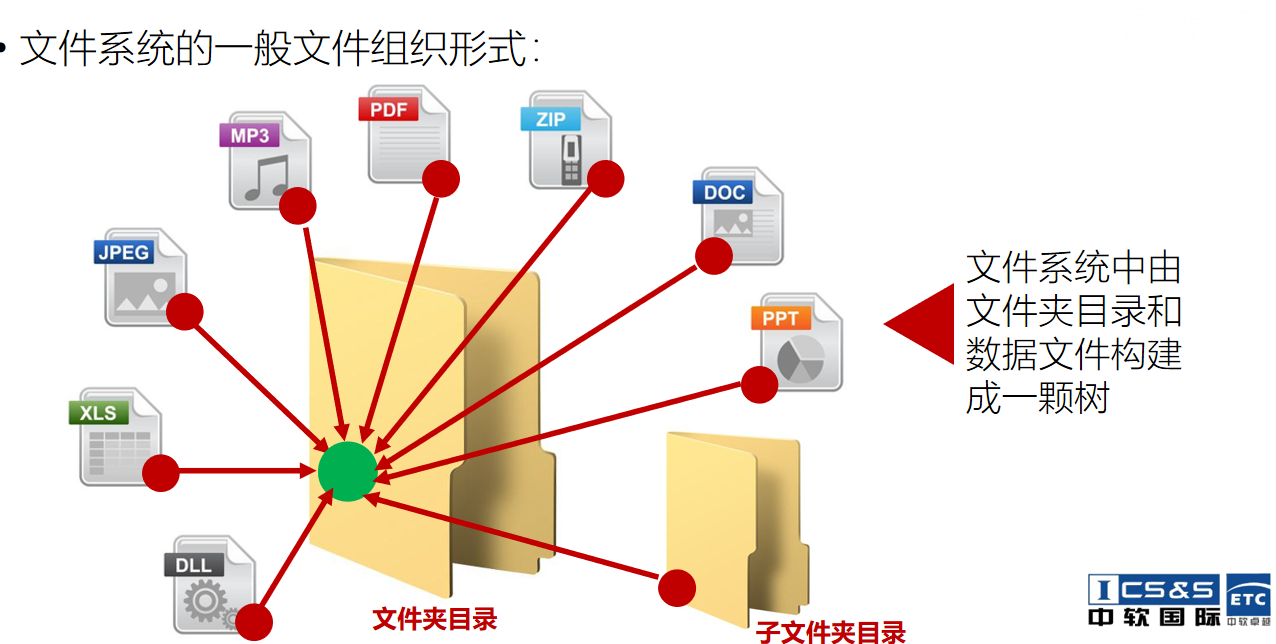 • 文件系统的一般文件组织形式：
PDF
ZIP
MP3
DOC
JPEG
文件系统中由
文件夹目录和
数据文件构建
成一颗树
PPT
XLS
DLL
文件夹目录
子文件夹目录
ICS&S
中软国际
ETC
中软卓越